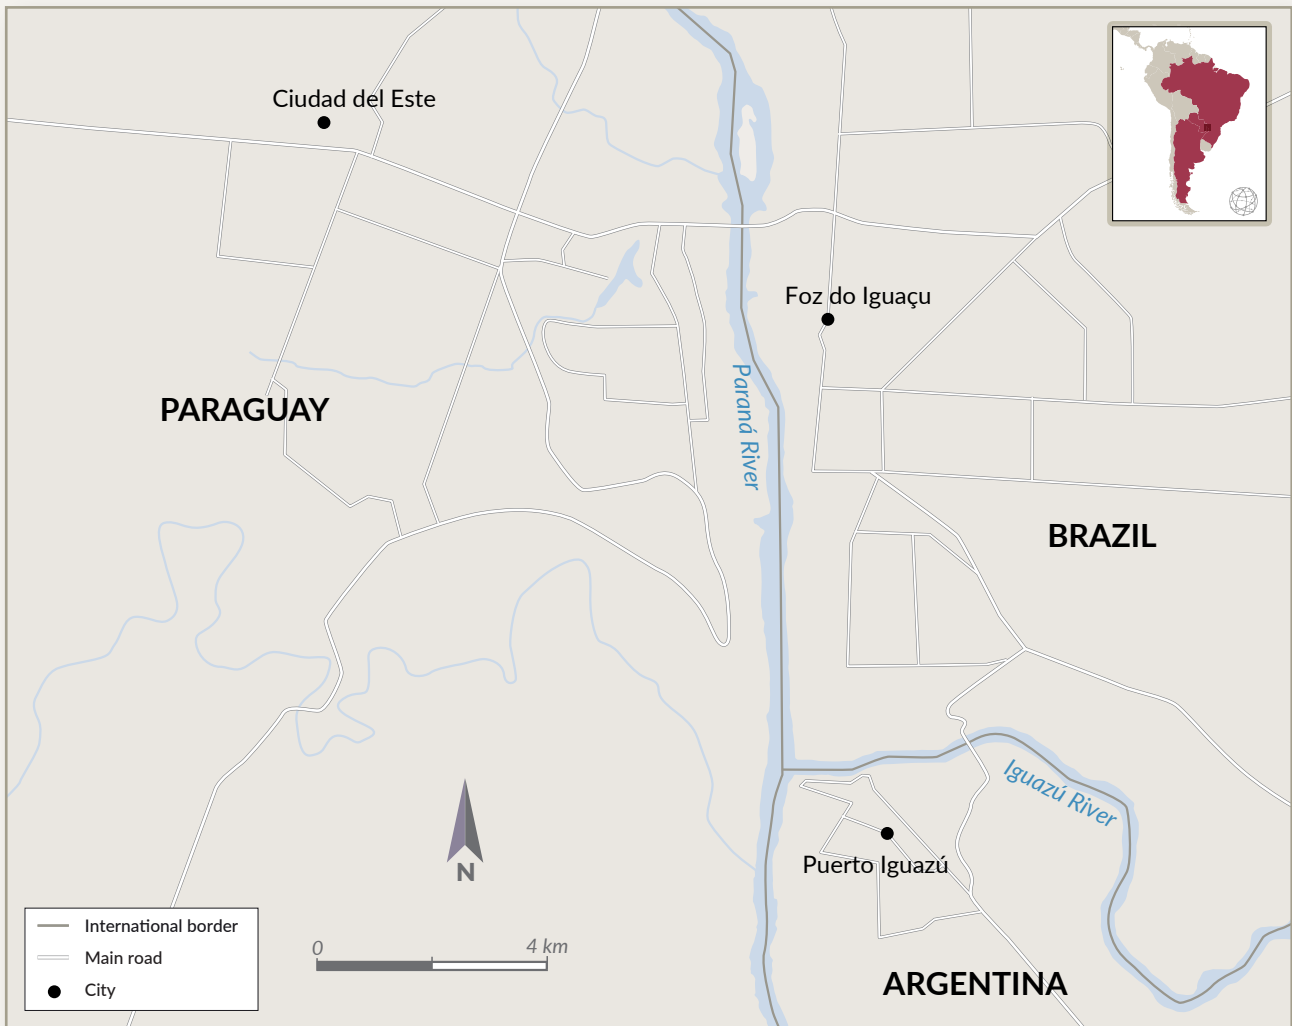 Ciudad del Este
Foz do Iguaçu
PARAGUAY
Paraná River
BRAZIL
Iguazú River
Puerto Iguazú
N
International border
Main road
City
0
4 km
ARGENTINA